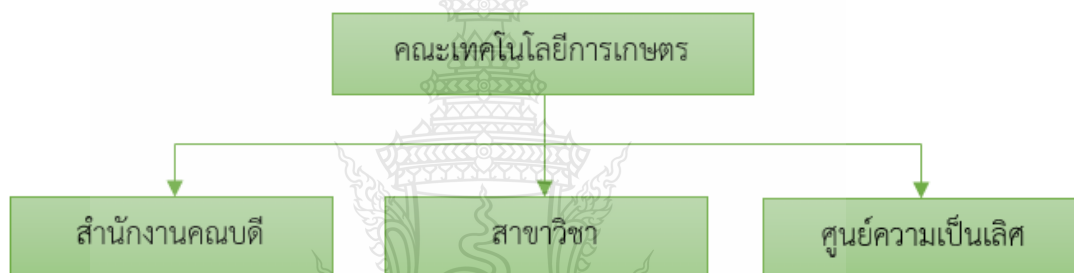 คณะเทคโนโลยีการเกษตร
สำนักงานคณบดี
สาขาวิชา
ศูนย์ความเป็นเลิศ